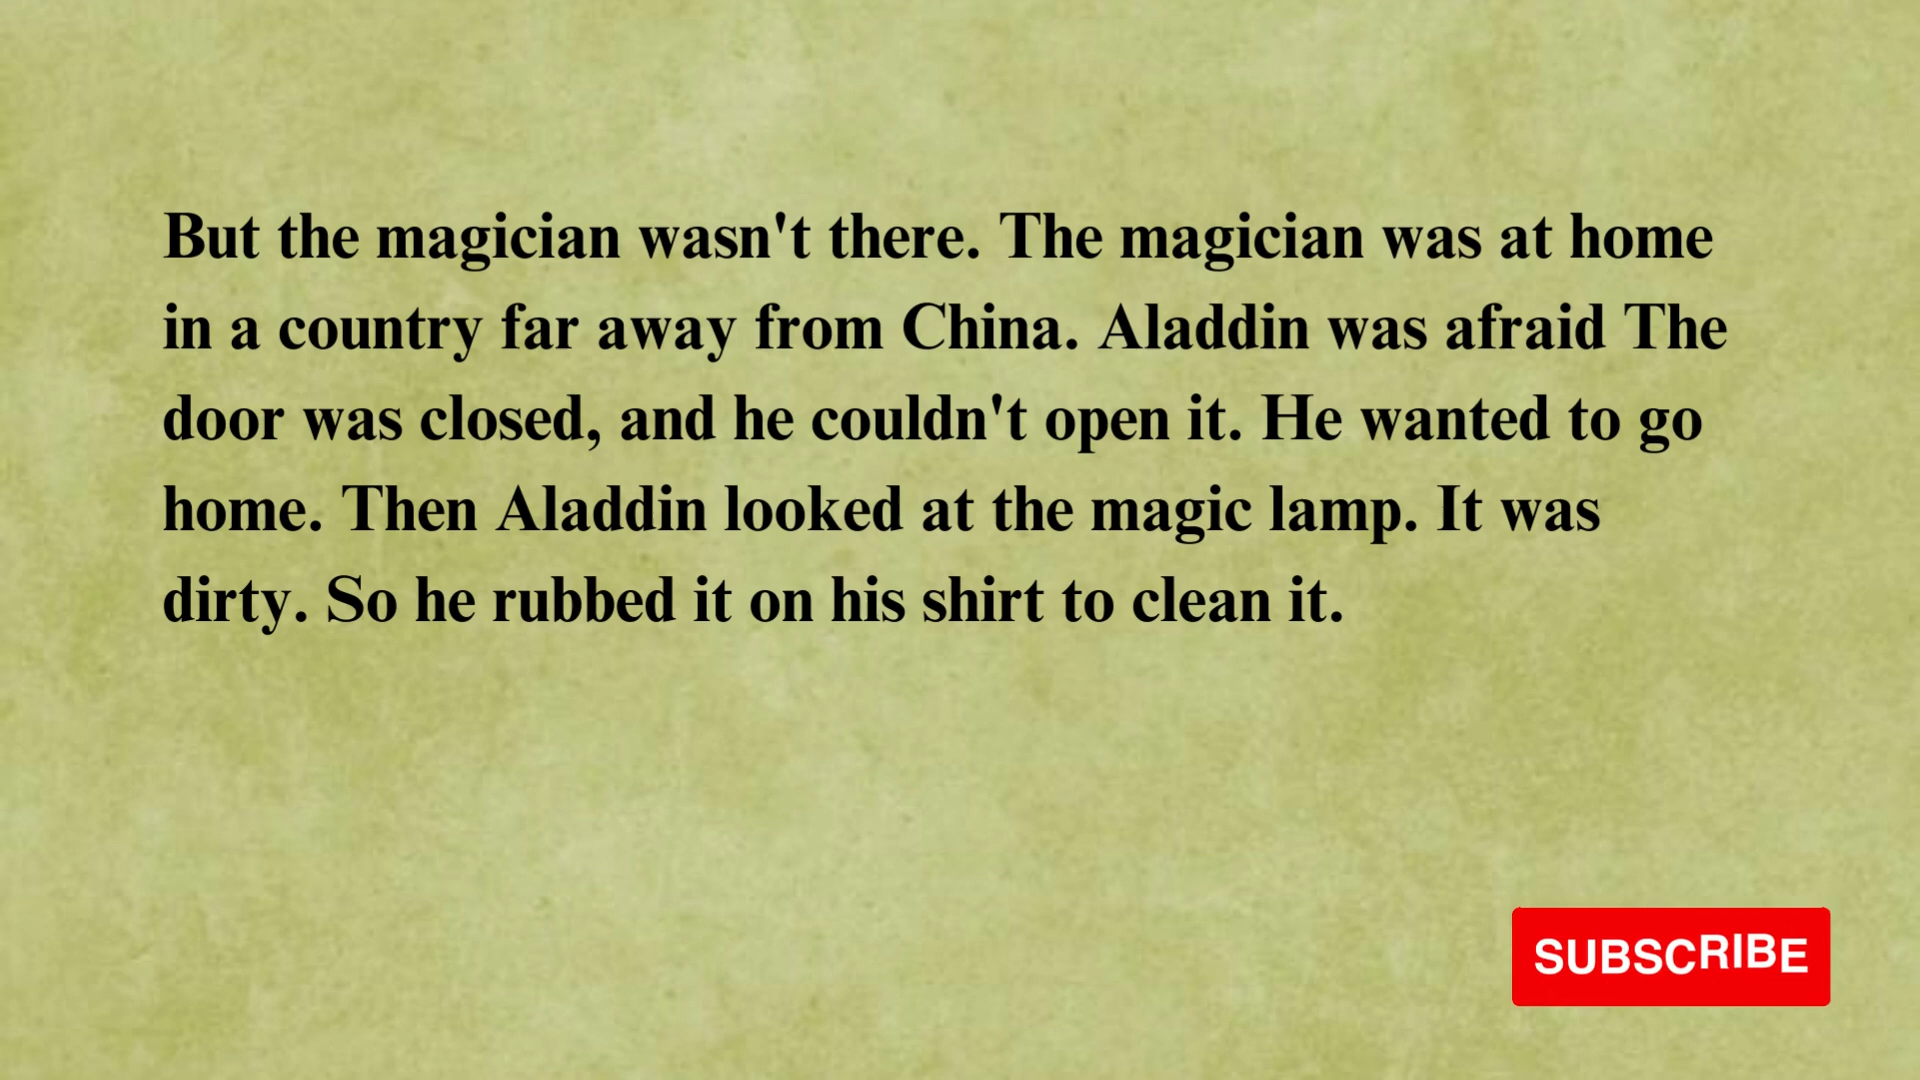 But the magician wasn't there. The magician was at home
in a country far away from China. Aladdin was afraid The
door was closed, and he couldn't open it. He wanted to go
home. Then Aladdin looked at the magic lamp. It was
dirty. So he rubbed it on his shirt to clean it.
SUBSCRIBE